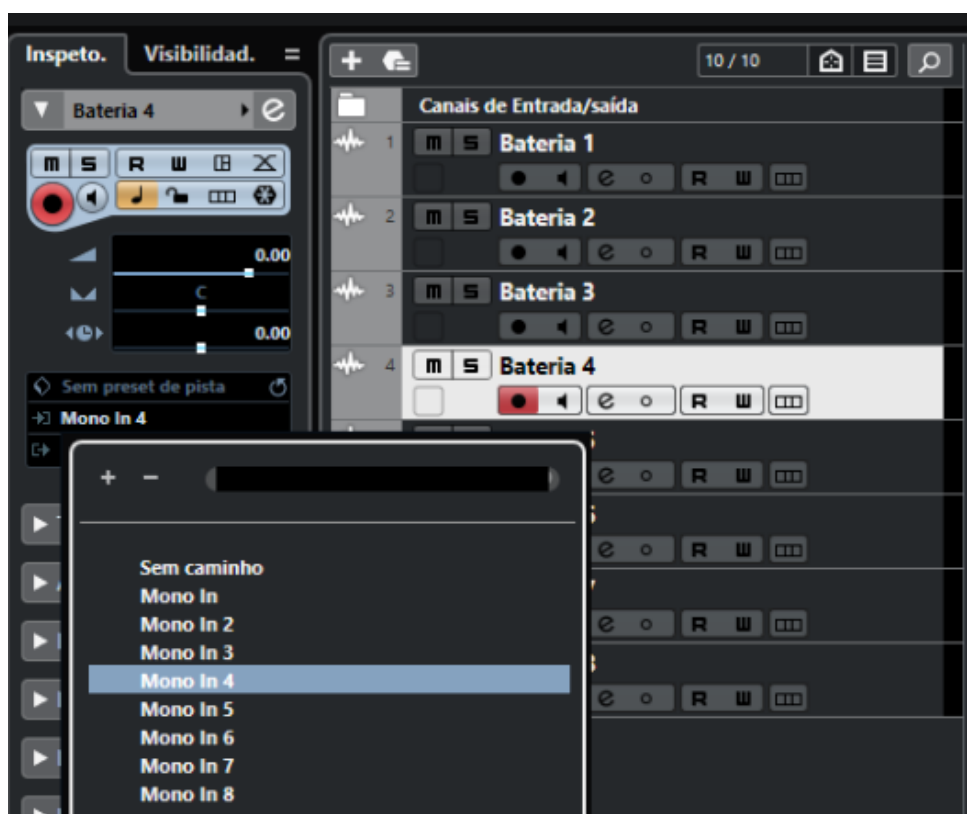 Inspeto. Visibilidad.
10 / 10
Bateria 4
Canais de Entrada/saída
m S R W
0.00
C
0.00
Sem preset de pista
Mono In 4
1 m S Bateria 1
e R W
2 m S Bateria 2
e R W
3 m S Bateria 3
e R W
4 m S Bateria 4
e R W
e R W
e R W
e R W
e R W
+ −
Sem caminho
Mono In
Mono In 2
Mono In 3
Mono In 4
Mono In 5
Mono In 6
Mono In 7
Mono In 8